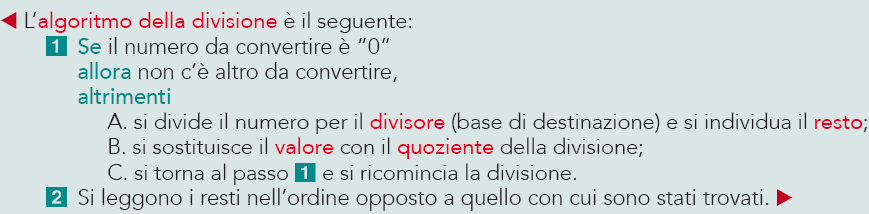 ◀ L'algoritmo della divisione è il seguente:
1 Se il numero da convertire è “0”
allora non c'è altro da convertire,
altrimenti
A. si divide il numero per il divisore (base di destinazione) e si individua il resto;
B. si sostituisce il valore con il quoziente della divisione;
C. si torna al passo 1 e si ricomincia la divisione.
2 Si leggono i resti nell'ordine opposto a quello con cui sono stati trovati. ▶